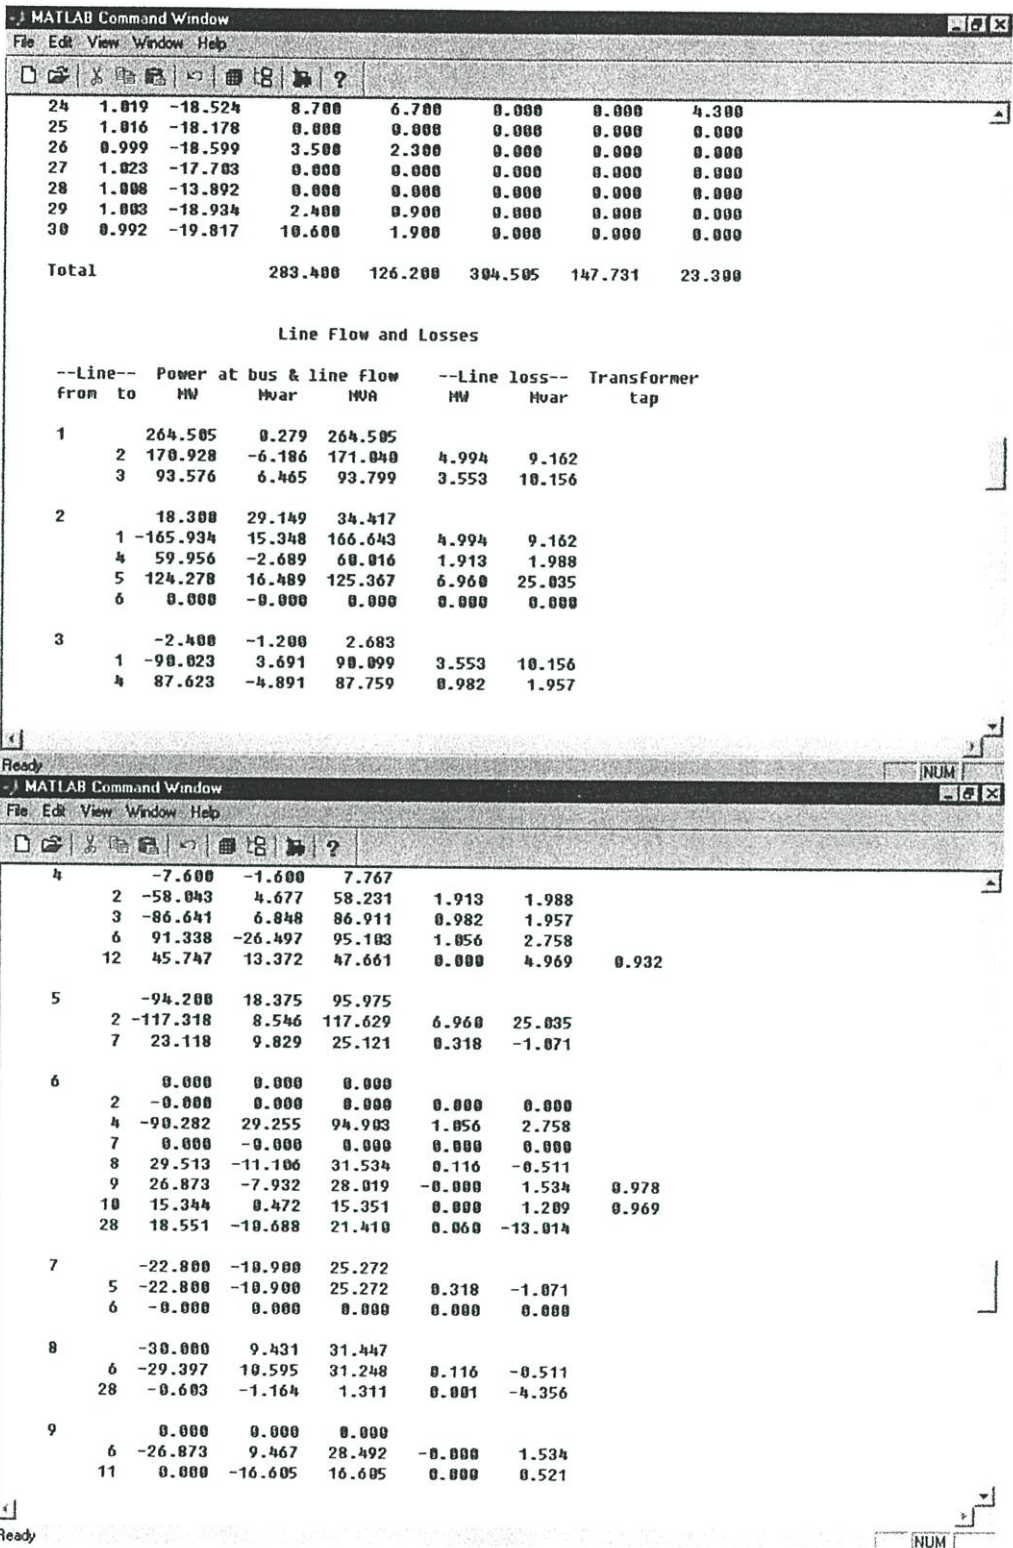 MATLAB Command Window
File Edit View Window Help
24 1.019 -18.524 8.700 6.700 0.000 0.000 4.300
25 1.016 -18.178 0.000 0.000 0.000 0.000 0.000
26 0.999 -18.599 3.500 2.300 0.000 0.000 0.000
27 1.023 -17.703 0.000 0.000 0.000 0.000 0.000
28 1.008 -13.892 0.000 0.000 0.000 0.000 0.000
29 1.003 -18.934 2.400 0.900 0.000 0.000 0.000
30 0.992 -19.817 10.600 1.900 0.000 0.000 0.000
Total 283.400 126.200 304.505 147.731 23.300
Line Flow and Losses
--Line-- Power at bus & line flow --Line loss-- Transformer
from to MW Mvar MVA MW Mvar tap
1 264.505 0.279 264.505
2 170.928 -6.186 171.040 4.994 9.162
3 93.576 6.465 93.799 3.553 10.156
2 18.300 29.149 34.417
1 -165.934 15.348 166.643 4.994 9.162
4 59.956 -2.689 60.016 1.913 1.988
5 124.278 16.489 125.367 6.960 25.035
6 0.000 -0.000 0.000 0.000 0.000
3 -2.400 -1.200 2.683
1 -90.023 3.691 90.099 3.553 10.156
4 87.623 -4.891 87.759 0.982 1.957
Ready NUM
MATLAB Command Window
File Edit View Window Help
4 -7.600 -1.600 7.767
2 -58.043 4.677 58.231 1.913 1.988
3 -86.641 6.848 86.911 0.982 1.957
6 91.338 -26.497 95.103 1.056 2.758
12 45.747 13.372 47.661 0.000 4.969 0.932
5 -94.200 18.375 95.975
2 -117.318 8.546 117.629 6.960 25.035
7 23.118 9.829 25.121 0.318 -1.071
6 0.000 0.000 0.000
2 -0.000 0.000 0.000 0.000 0.000
4 -90.282 29.255 94.903 1.056 2.758
7 0.000 -0.000 0.000 0.000 0.000
8 29.513 -11.106 31.534 0.116 -0.511
9 26.873 -7.932 28.019 -0.000 1.534 0.978
10 15.344 0.472 15.351 0.000 1.209 0.969
28 18.551 -10.688 21.410 0.060 -13.014
7 -22.800 -10.900 25.272
5 -22.800 -10.900 25.272 0.318 -1.071
6 -0.000 0.000 0.000 0.000 0.000
8 -30.000 9.431 31.447
6 -29.397 10.595 31.248 0.116 -0.511
28 -0.603 -1.164 1.311 0.001 -4.356
9 0.000 0.000 0.000
6 -26.873 9.467 28.492 -0.000 1.534
11 0.000 -16.605 16.605 0.000 0.521
Ready NUM